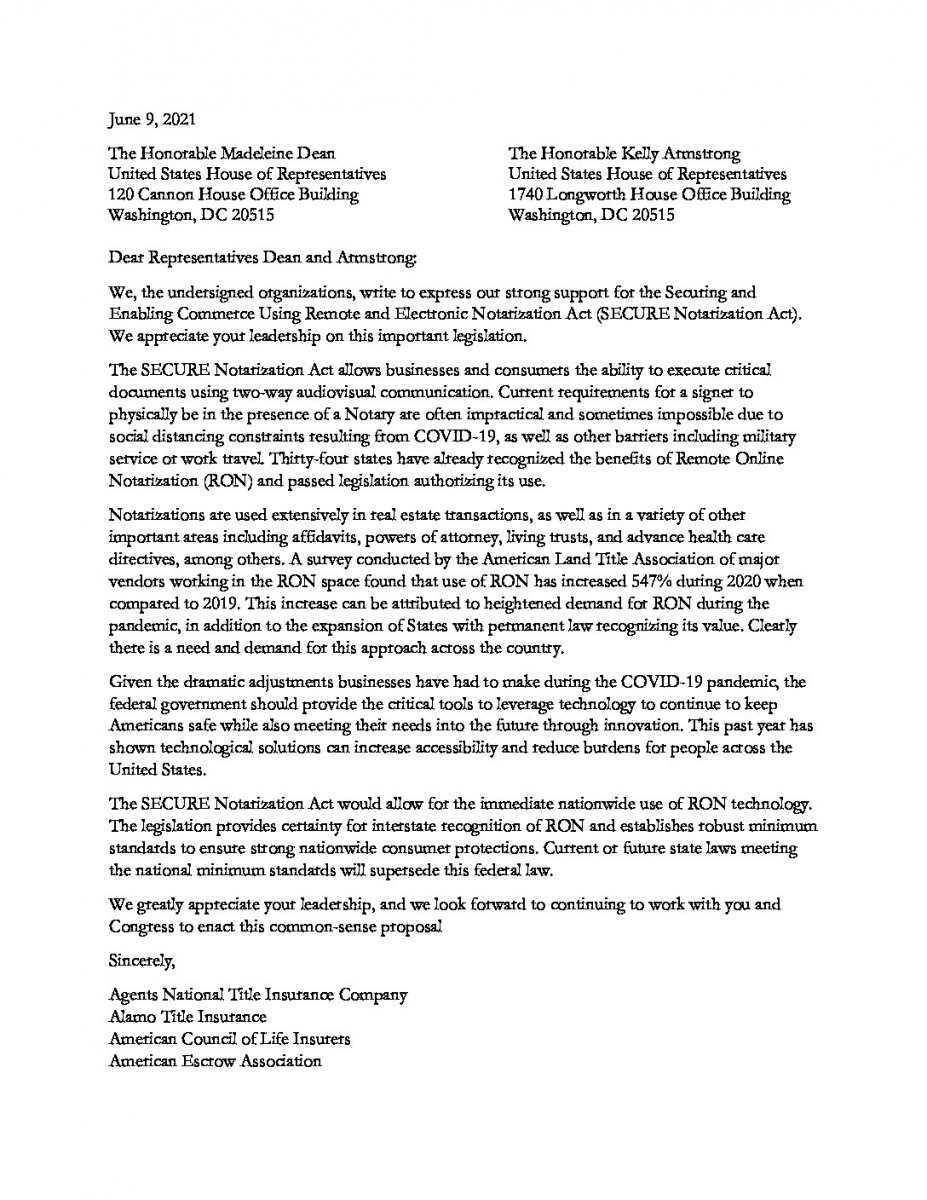 June 9, 2021
The Honorable Madeleine Dean
United States House of Representatives
120 Cannon House Office Building
Washington, DC 20515
The Honorable Kelly Armstrong
United States House of Representatives
1740 Longworth House Office Building
Washington, DC 20515
Dear Representatives Dean and Armstrong:
We, the undersigned organizations, write to express our strong support for the Securing and
Enabling Commerce Using Remote and Electronic Notarization Act (SECURE Notarization Act).
We appreciate your leadership on this important legislation.
The SECURE Notarization Act allows businesses and consumers the ability to execute critical
documents using two-way audiovisual communication. Current requirements for a signer to
physically be in the presence of a Notary are often impractical and sometimes impossible due to
social distancing constraints resulting from COVID-19, as well as other barriers including military
service or work travel. Thirty-four states have already recognized the benefits of Remote Online
Notarization (RON) and passed legislation authorizing its use.
Notarizations are used extensively in real estate transactions, as well as in a variety of other
important areas including affidavits, powers of attorney, living trusts, and advance health care
directives, among others. A survey conducted by the American Land Title Association of major
vendors working in the RON space found that use of RON has increased 547% during 2020 when
compared to 2019. This increase can be attributed to heightened demand for RON during the
pandemic, in addition to the expansion of States with permanent law recognizing its value. Clearly
there is a need and demand for this approach across the country.
Given the dramatic adjustments businesses have had to make during the COVID-19 pandemic, the
federal government should provide the critical tools to leverage technology to continue to keep
Americans safe while also meeting their needs into the future through innovation. This past year has
shown technological solutions can increase accessibility and reduce burdens for people across the
United States.
The SECURE Notarization Act would allow for the immediate nationwide use of RON technology.
The legislation provides certainty for interstate recognition of RON and establishes robust minimum
standards to ensure strong nationwide consumer protections. Current or future state laws meeting
the national minimum standards will supersede this federal law.
We greatly appreciate your leadership, and we look forward to continuing to work with you and
Congress to enact this common-sense proposal
Sincerely,
Agents National Title Insurance Company
Alamo Title Insurance
American Council of Life Insurers
American Escrow Association